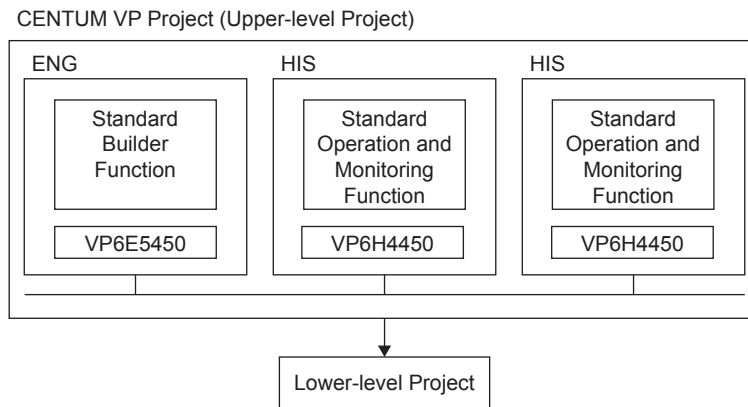 CENTUM VP Project (Upper-level Project)
ENG
Standard
Builder
Function
VP6E5450
HIS
Standard
Operation and
Monitoring
Function
VP6H4450
HIS
Standard
Operation and
Monitoring
Function
VP6H4450
Lower-level Project